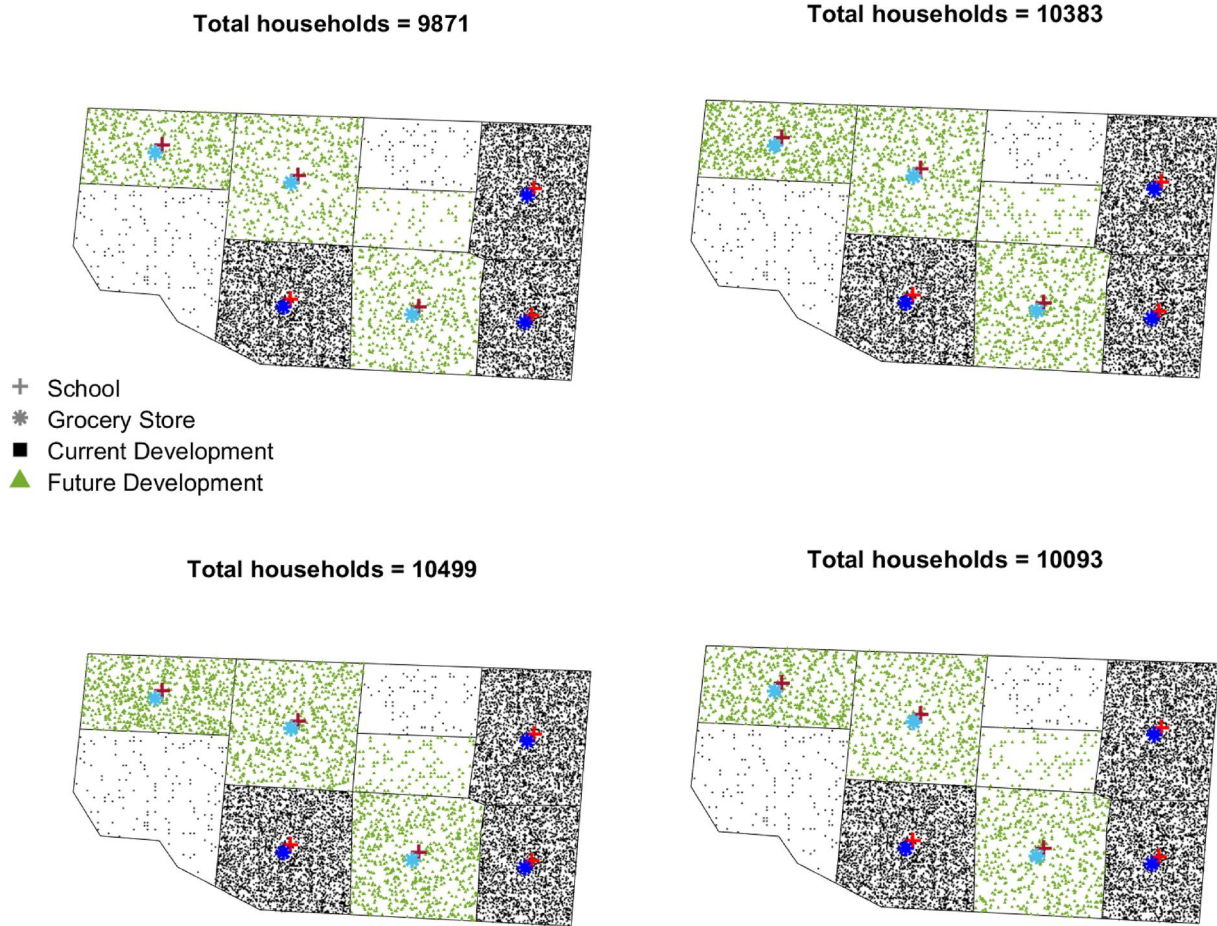 Total households = 9871
Total households = 10383
School
Grocery Store
Current Development
Future Development
Total households = 10499
Total households = 10093